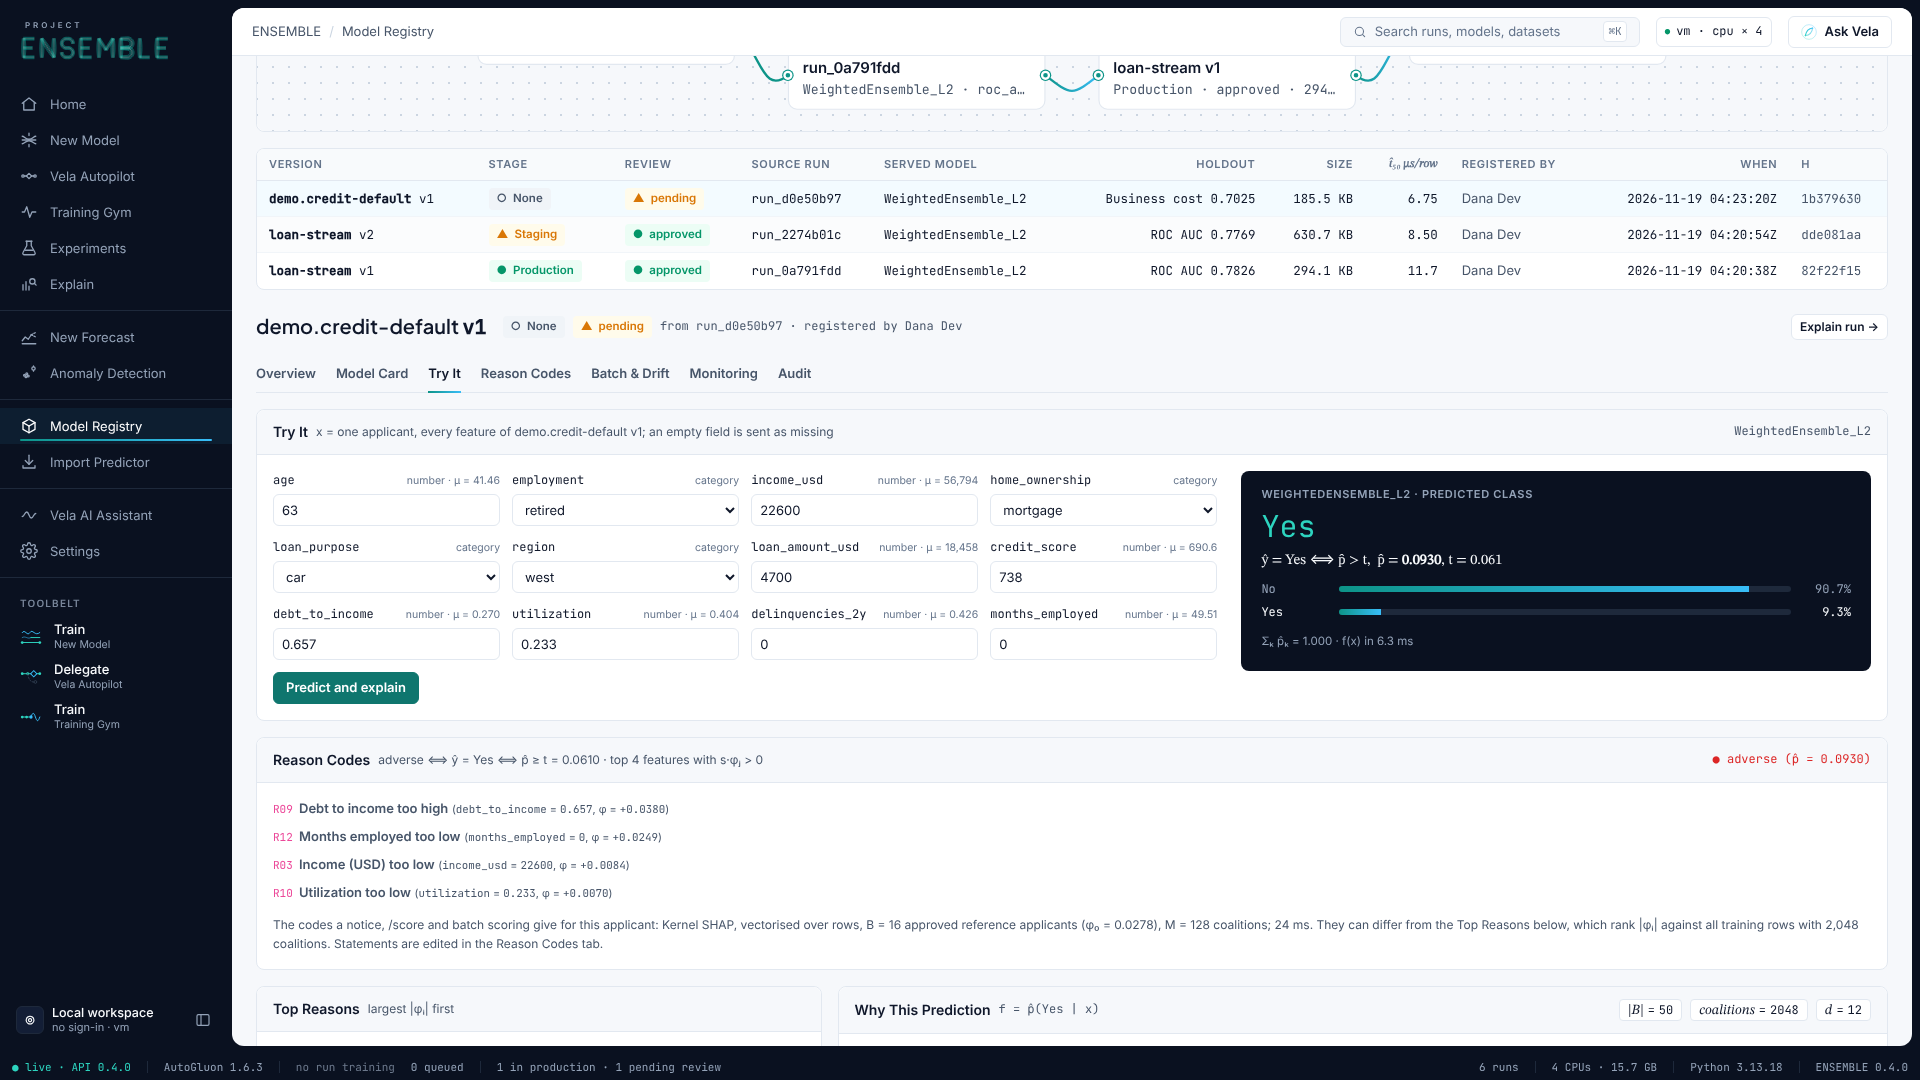 PROJECT
ENSEMBLE
Home
New Model
Vela Autopilot
Training Gym
Experiments
Explain
New Forecast
Anomaly Detection
Model Registry
Import Predictor
Vela AI Assistant
Settings
TOOLBELT
Train
New Model
Delegate
Vela Autopilot
Train
Training Gym
Local workspace
no sign-in · vm
ENSEMBLE / Model Registry
Search runs, models, datasets ⌘K
vm · cpu × 4
Ask Vela
run_0a791fdd
WeightedEnsemble_L2 · roc_a…
loan-stream v1
Production · approved · 294…
VERSION STAGE REVIEW SOURCE RUN SERVED MODEL HOLDOUT SIZE t̂₅₀ µs/row REGISTERED BY WHEN H
demo.credit-default v1 None pending run_d0e50b97 WeightedEnsemble_L2 Business cost 0.7025 185.5 KB 6.75 Dana Dev 2026-11-19 04:23:20Z 1b379630
loan-stream v2 Staging approved run_2274b01c WeightedEnsemble_L2 ROC AUC 0.7769 630.7 KB 8.50 Dana Dev 2026-11-19 04:20:54Z dde081aa
loan-stream v1 Production approved run_0a791fdd WeightedEnsemble_L2 ROC AUC 0.7826 294.1 KB 11.7 Dana Dev 2026-11-19 04:20:38Z 82f22f15
demo.credit-default v1 None pending from run_d0e50b97 · registered by Dana Dev
Explain run →
Overview Model Card Try It Reason Codes Batch & Drift Monitoring Audit
Try It x = one applicant, every feature of demo.credit-default v1; an empty field is sent as missing WeightedEnsemble_L2
age number · µ = 41.46 employment category income_usd number · µ = 56,794 home_ownership category
63 retired 22600 mortgage
loan_purpose category region category loan_amount_usd number · µ = 18,458 credit_score number · µ = 690.6
car west 4700 738
debt_to_income number · µ = 0.270 utilization number · µ = 0.404 delinquencies_2y number · µ = 0.426 months_employed number · µ = 49.51
0.657 0.233 0 0
Predict and explain
WEIGHTEDENSEMBLE_L2 · PREDICTED CLASS
Yes
ŷ = Yes ⟺ p̂ > t, p̂ = 0.0930, t = 0.061
No 90.7%
Yes 9.3%
Σₖ p̂ₖ = 1.000 · f(x) in 6.3 ms
Reason Codes adverse ⟺ ŷ = Yes ⟺ p̂ ≥ t = 0.0610 · top 4 features with s·φⱼ > 0 adverse (p̂ = 0.0930)
R09 Debt to income too high (debt_to_income = 0.657, φ = +0.0380)
R12 Months employed too low (months_employed = 0, φ = +0.0249)
R03 Income (USD) too low (income_usd = 22600, φ = +0.0084)
R10 Utilization too low (utilization = 0.233, φ = +0.0070)
The codes a notice, /score and batch scoring give for this applicant: Kernel SHAP, vectorised over rows, B = 16 approved reference applicants (φ₀ = 0.0278), M = 128 coalitions; 24 ms. They can differ from the Top Reasons below, which rank |φⱼ| against all training rows with 2,048
coalitions. Statements are edited in the Reason Codes tab.
Top Reasons largest |φⱼ| first
Why This Prediction f = p̂(Yes | x) |B| = 50 coalitions = 2048 d = 12
live · API 0.4.0 AutoGluon 1.6.3 no run training 0 queued 1 in production · 1 pending review 6 runs 4 CPUs · 15.7 GB Python 3.13.18 ENSEMBLE 0.4.0